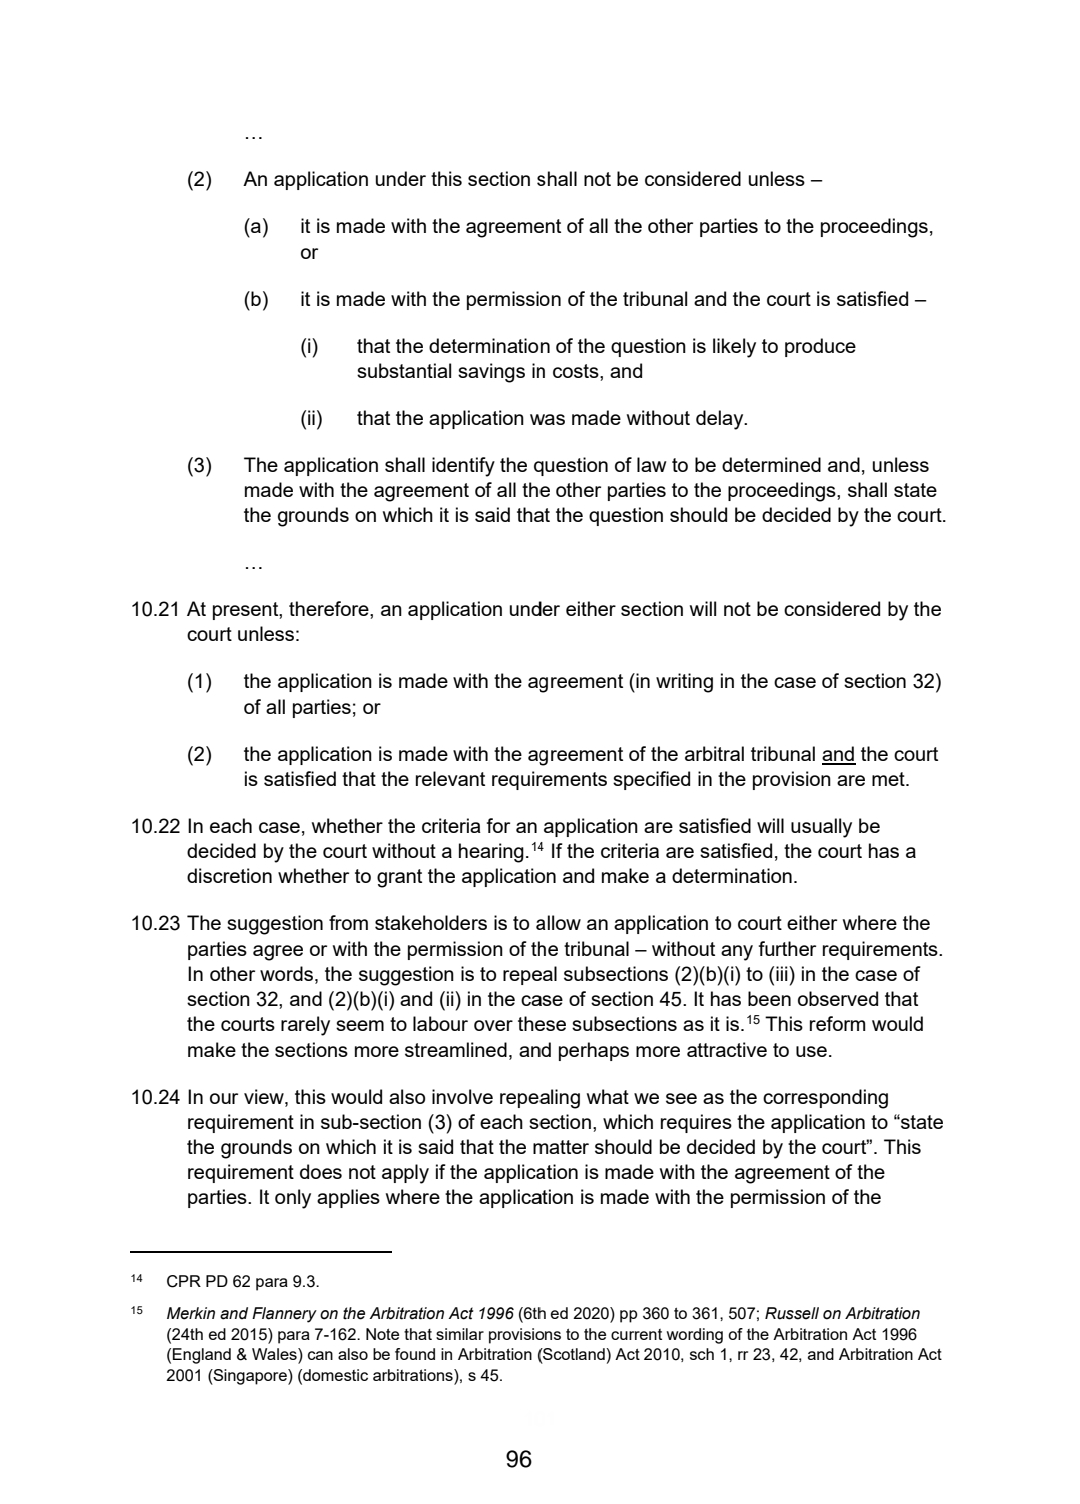 …
(2) An application under this section shall not be considered unless –
(a) it is made with the agreement of all the other parties to the proceedings,
or
(b) it is made with the permission of the tribunal and the court is satisfied –
(i) that the determination of the question is likely to produce
substantial savings in costs, and
(ii) that the application was made without delay.
(3) The application shall identify the question of law to be determined and, unless
made with the agreement of all the other parties to the proceedings, shall state
the grounds on which it is said that the question should be decided by the court.
…
10.21 At present, therefore, an application under either section will not be considered by the
court unless:
(1) the application is made with the agreement (in writing in the case of section 32)
of all parties; or
(2) the application is made with the agreement of the arbitral tribunal and the court
is satisfied that the relevant requirements specified in the provision are met.
10.22 In each case, whether the criteria for an application are satisfied will usually be
decided by the court without a hearing.14 If the criteria are satisfied, the court has a
discretion whether to grant the application and make a determination.
10.23 The suggestion from stakeholders is to allow an application to court either where the
parties agree or with the permission of the tribunal – without any further requirements.
In other words, the suggestion is to repeal subsections (2)(b)(i) to (iii) in the case of
section 32, and (2)(b)(i) and (ii) in the case of section 45. It has been observed that
the courts rarely seem to labour over these subsections as it is.15 This reform would
make the sections more streamlined, and perhaps more attractive to use.
10.24 In our view, this would also involve repealing what we see as the corresponding
requirement in sub-section (3) of each section, which requires the application to “state
the grounds on which it is said that the matter should be decided by the court”. This
requirement does not apply if the application is made with the agreement of the
parties. It only applies where the application is made with the permission of the
14 CPR PD 62 para 9.3.
15 Merkin and Flannery on the Arbitration Act 1996 (6th ed 2020) pp 360 to 361, 507; Russell on Arbitration
(24th ed 2015) para 7-162. Note that similar provisions to the current wording of the Arbitration Act 1996
(England & Wales) can also be found in Arbitration (Scotland) Act 2010, sch 1, rr 23, 42, and Arbitration Act
2001 (Singapore) (domestic arbitrations), s 45.
96